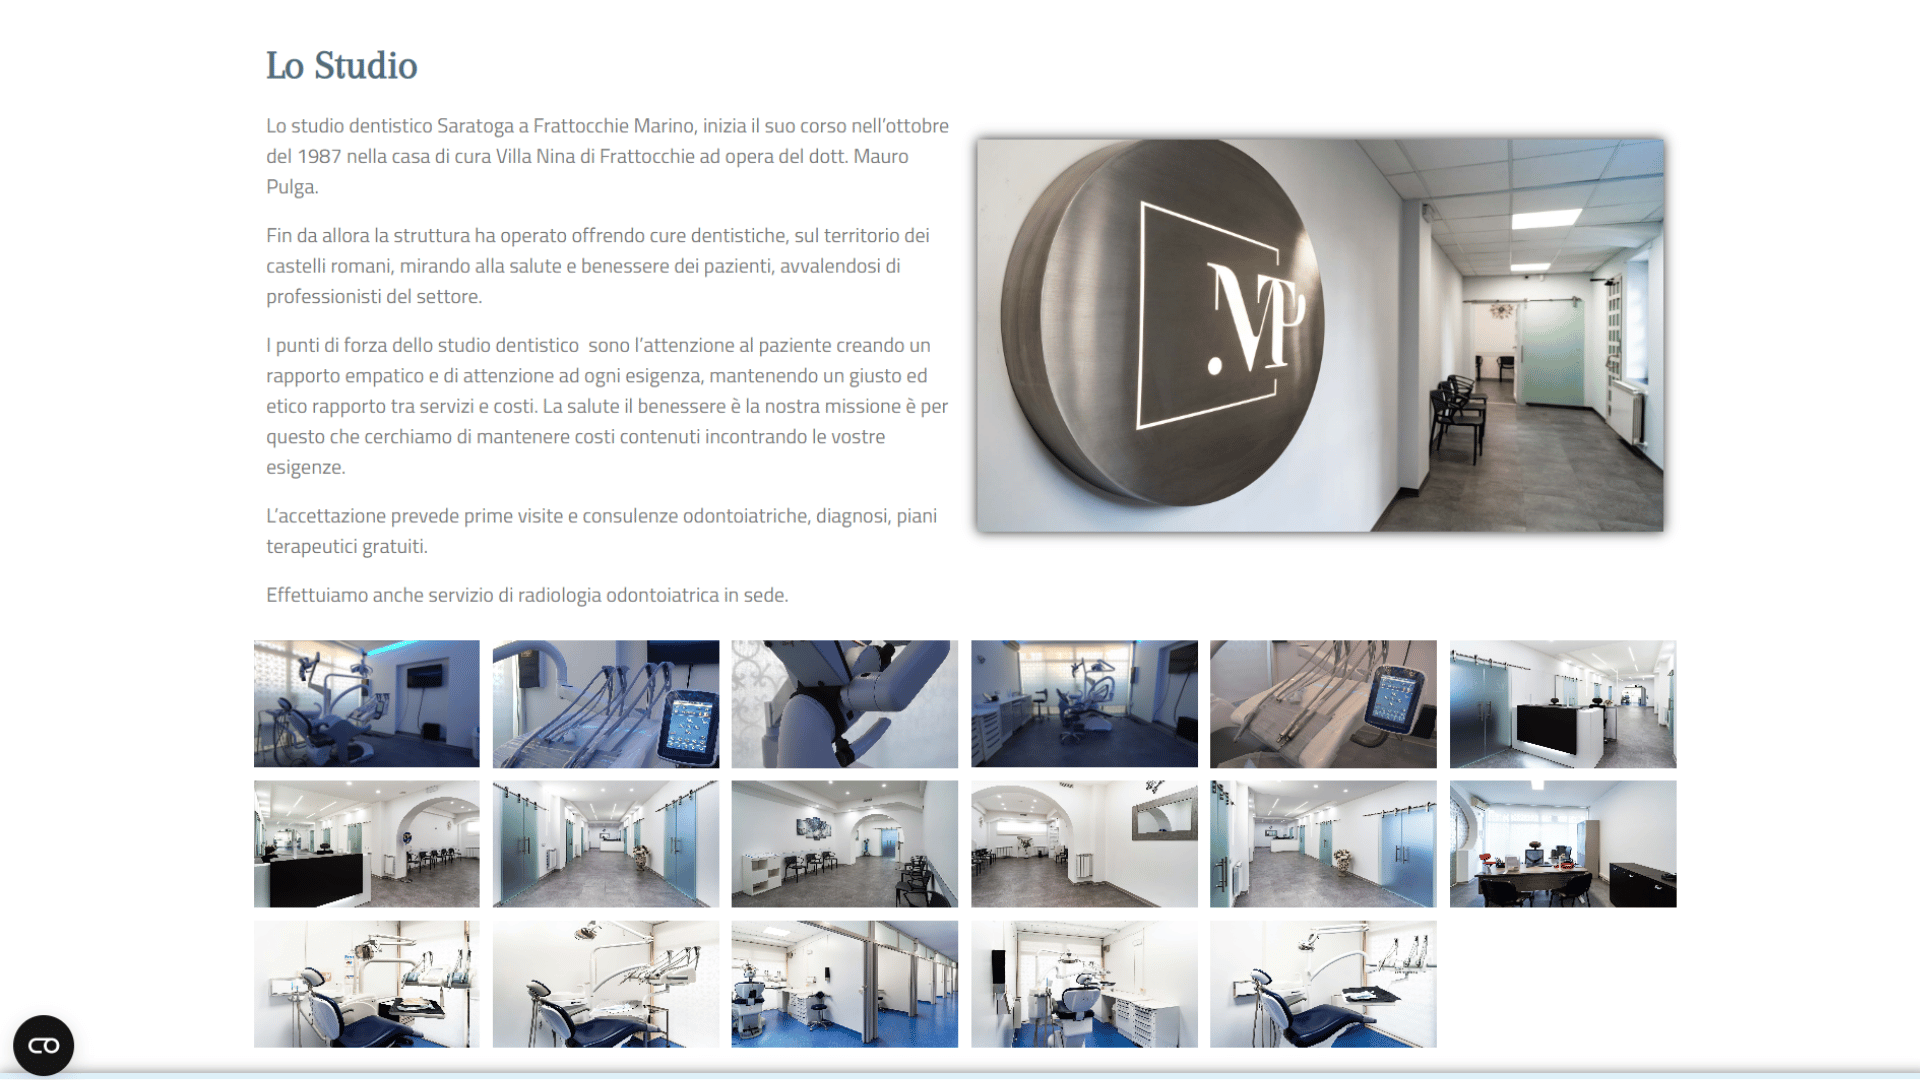 Lo Studio
Lo studio dentistico Saratoga a Frattocchie Marino, inizia il suo corso nell’ottobre
del 1987 nella casa di cura Villa Nina di Frattocchie ad opera del dott. Mauro
Pulga.
Fin da allora la struttura ha operato offrendo cure dentistiche, sul territorio dei
castelli romani, mirando alla salute e benessere dei pazienti, avvalendosi di
professionisti del settore.
I punti di forza dello studio dentistico  sono l’attenzione al paziente creando un
rapporto empatico e di attenzione ad ogni esigenza, mantenendo un giusto ed
etico rapporto tra servizi e costi. La salute il benessere è la nostra missione è per
questo che cerchiamo di mantenere costi contenuti incontrando le vostre
esigenze.
L’accettazione prevede prime visite e consulenze odontoiatriche, diagnosi, piani
terapeutici gratuiti.
Effettuiamo anche servizio di radiologia odontoiatrica in sede.
.MP